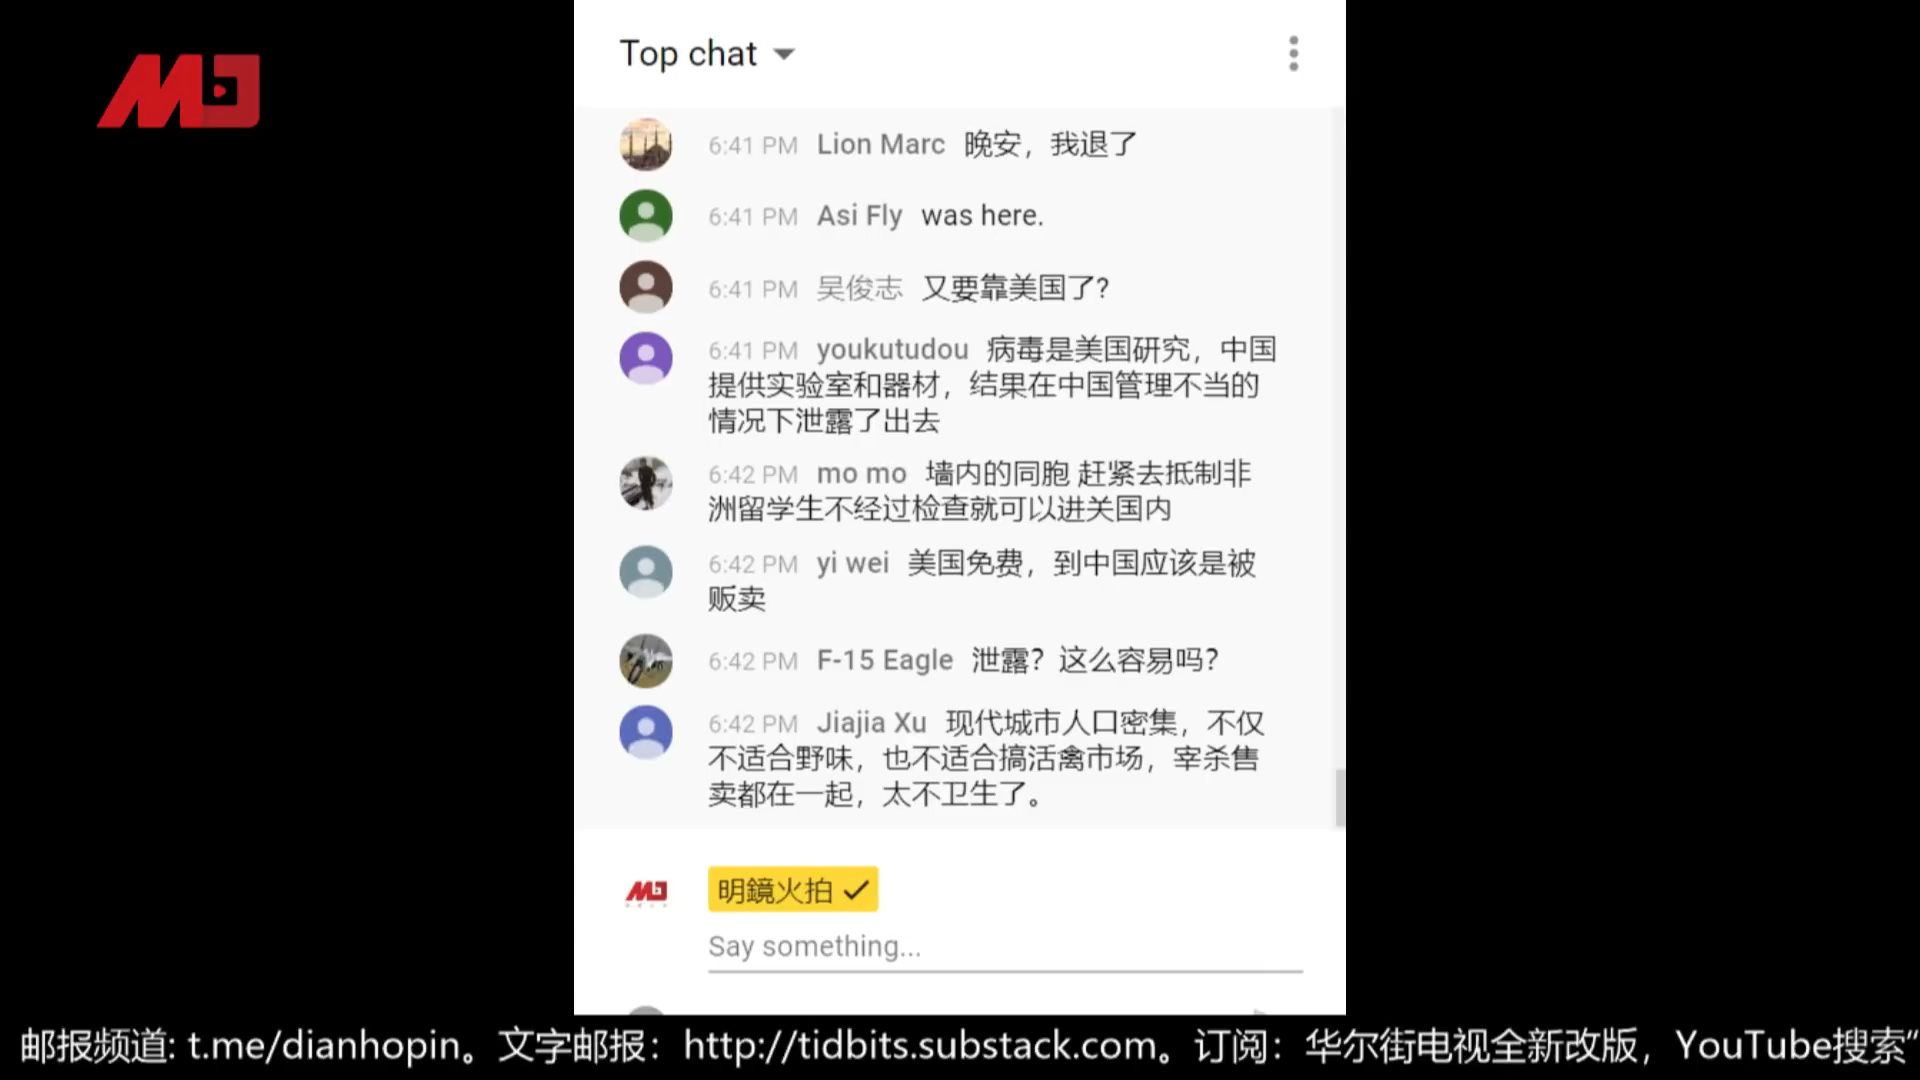 MJ
Top chat
6:41 PM Lion Marc 晚安，我退了
6:41 PM Asi Fly was here.
6:41 PM 吴俊志 又要靠美国了？
6:41 PM youkutudou 病毒是美国研究，中国
提供实验室和器材，结果在中国管理不当的
情况下泄露了出去
6:42 PM mo mo 墙内的同胞 赶紧去抵制非
洲留学生不经过检查就可以进关国内
6:42 PM yi wei 美国免费，到中国应该是被
贩卖
6:42 PM F-15 Eagle 泄露？这么容易吗？
6:42 PM Jiajia Xu 现代城市人口密集，不仅
不适合野味，也不适合搞活禽市场，宰杀售
卖都在一起，太不卫生了。
明鏡火拍
Say something...
邮报频道: t.me/dianhopin。文字邮报：http://tidbits.substack.com。订阅：华尔街电视全新改版，YouTube搜索“